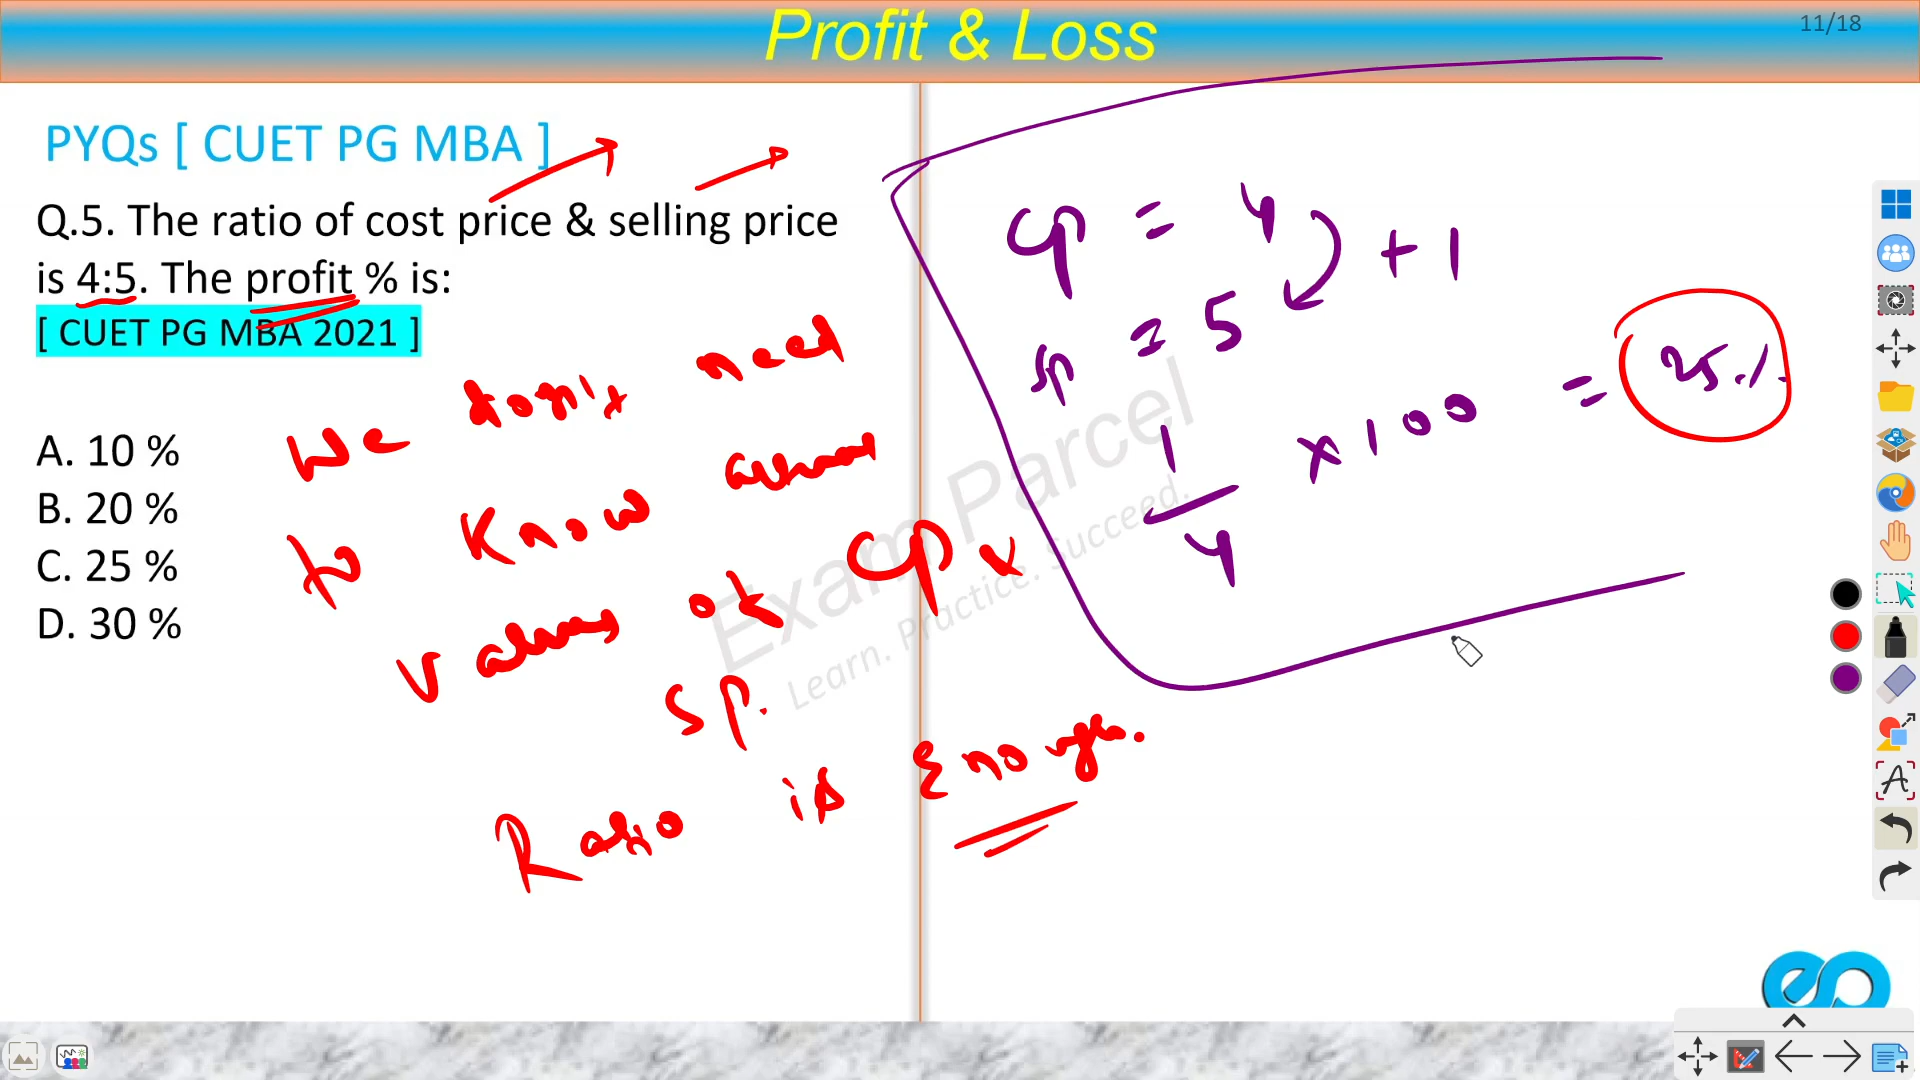 Profit & Loss
11/18
PYQs [ CUET PG MBA ]
Q.5. The ratio of cost price & selling price
is 4:5. The profit % is:
[ CUET PG MBA 2021 ]
A. 10 %
B. 20 %
C. 25 %
D. 30 %
We don't need
to know actual
values of CP x
SP.
Ratio is Enough.
CP = 4
+ 1
SP = 5
1
4
x 100 = 25%
Exam Parcel
Learn. Practice. Succeed.